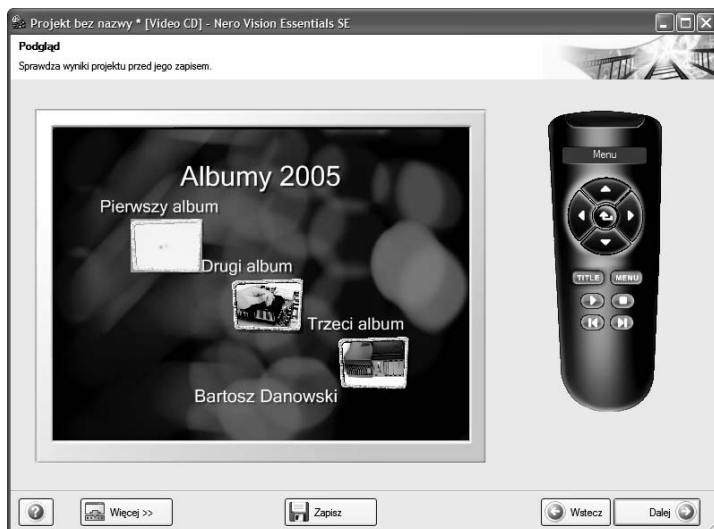 Projekt bez nazwy * [Video CD] - Nero Vision Essentials SE
Podgląd
Sprawdza wyniki projektu przed jego zapisem.
Albumy 2005
Pierwszy album
Drugi album
Trzeci album
Bartosz Danowski
Menu
TITLE MENU
? Więcej >> Zapisz Wstecz Dalej